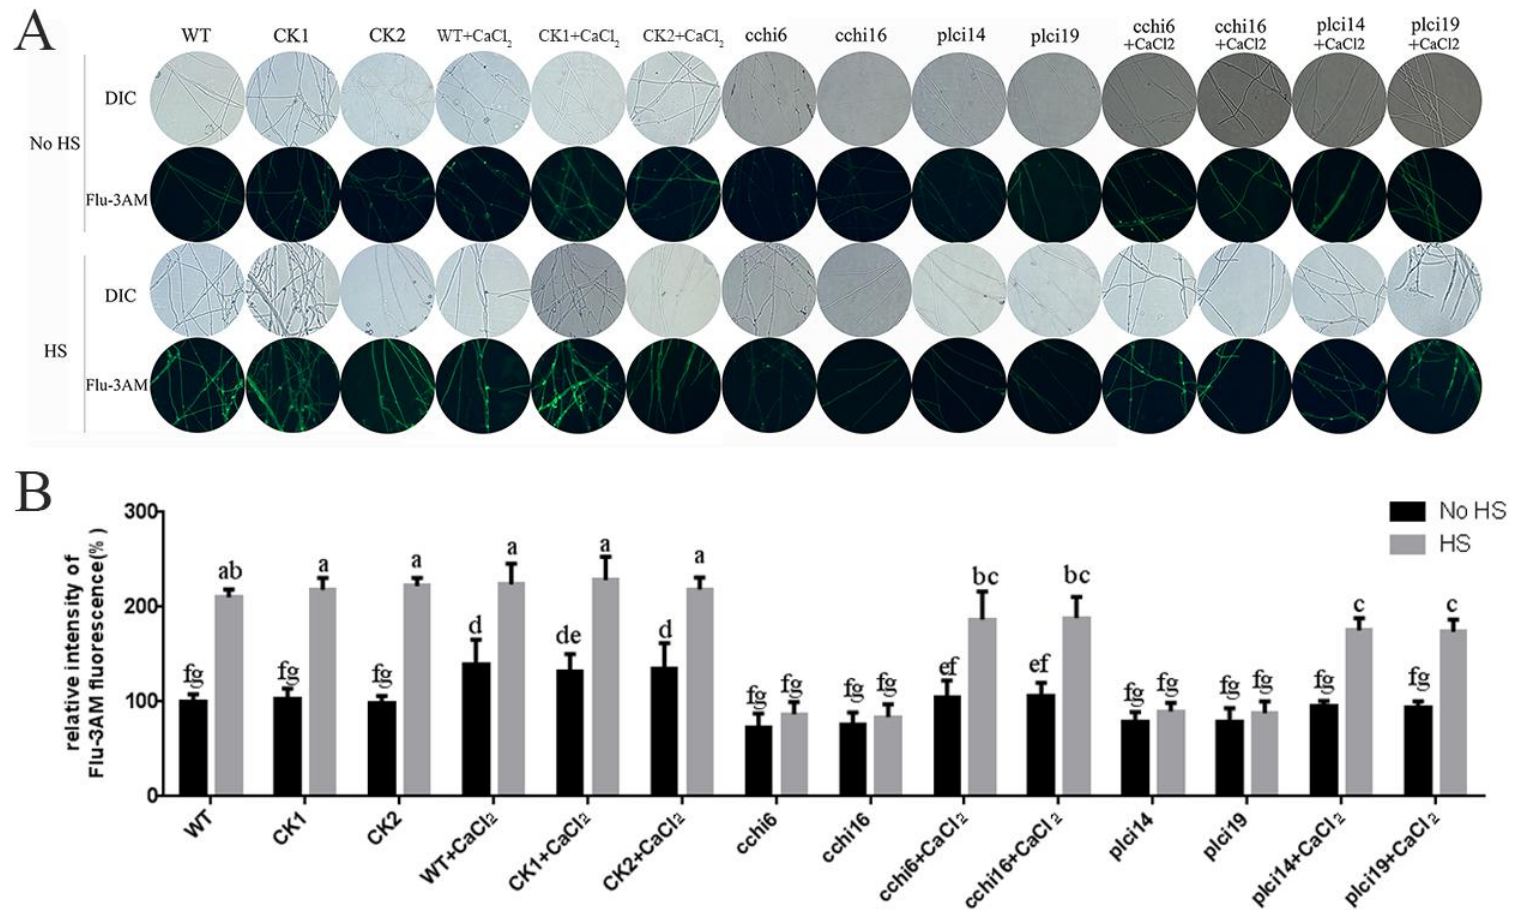 A
WT CK1 CK2 WT+CaCl2 CK1+CaCl2 CK2+CaCl2 cchi6 cchi16 plci14 plci19 cchi6 +CaCl2 cchi16 +CaCl2 plci14 +CaCl2 plci19 +CaCl2
DIC
No HS
Flu-3AM
DIC
HS
Flu-3AM
B
relative intensity of
Flu-3AM fluorescence(%)
300
200
100
0
No HS
HS
fg ab fg a fg a d a de a d a fg fg fg fg ef bc ef bc fg fg fg fg fg c fg c
WT CK1 CK2 WT+CaCl2 CK1+CaCl2 CK2+CaCl2 cchi6 cchi16 cchi6+CaCl2 cchi16+CaCl2 plci14 plci19 plci14+CaCl2 plci19+CaCl2